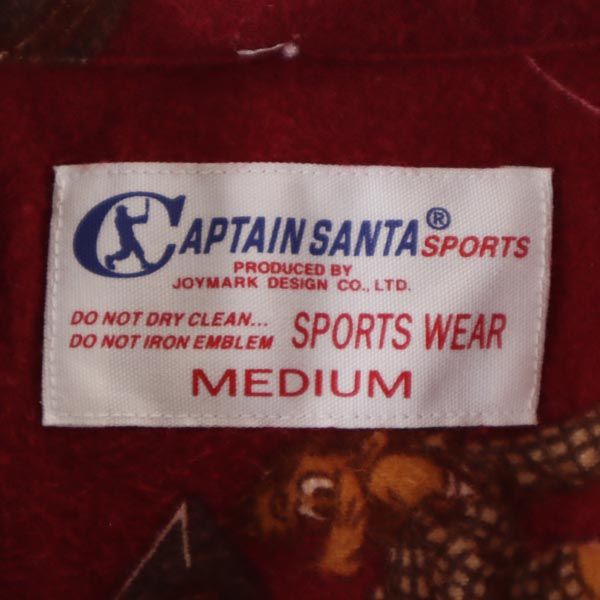 CAPTAIN SANTA® SPORTS
PRODUCED BY
JOYMARK DESIGN CO., LTD.
DO NOT DRY CLEAN... SPORTS WEAR
DO NOT IRON EMBLEM
MEDIUM